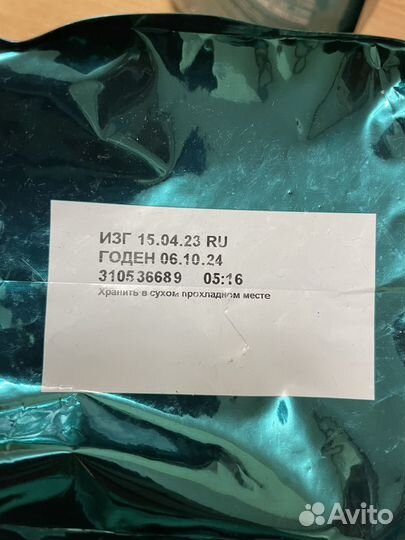 ИЗГ 15.04.23 RU
ГОДЕН 06.10.24
310536689 05:16
Хранить в сухом прохладном месте
Avito